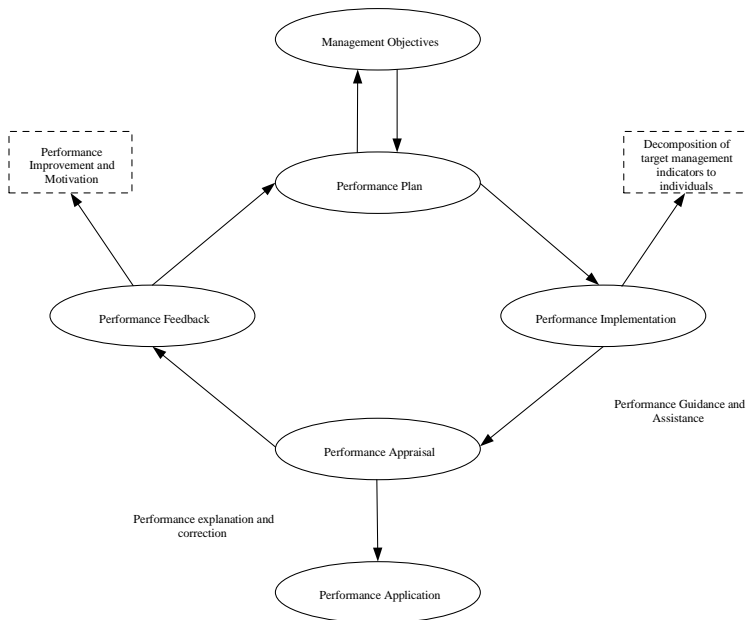 Management Objectives
Performance
Improvement and
Motivation
Decomposition of
target management
indicators to
individuals
Performance Plan
Performance Feedback
Performance Implementation
Performance Guidance and
Assistance
Performance Appraisal
Performance explanation and
correction
Performance Application